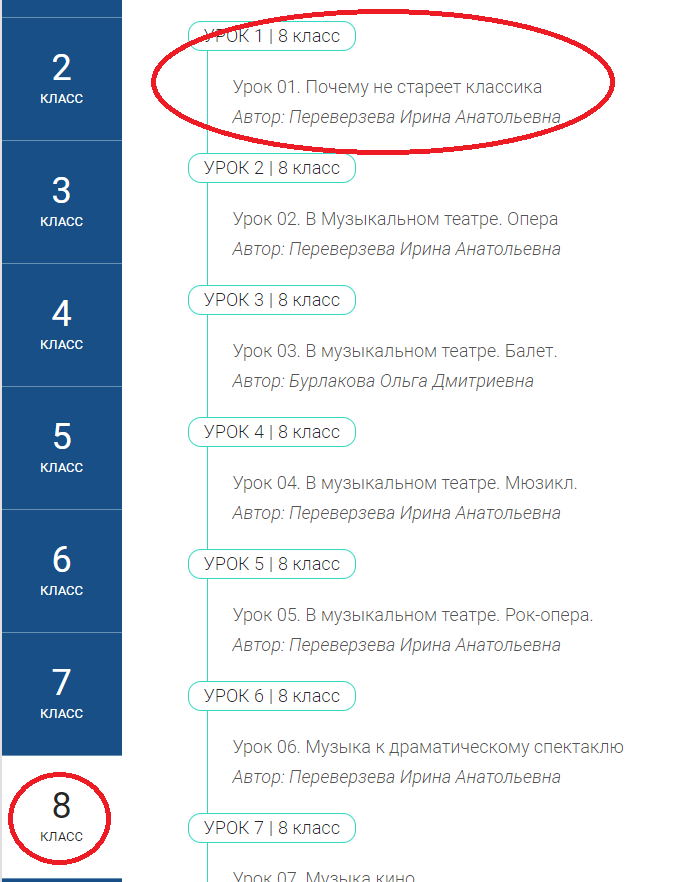 2
КЛАСС
3
КЛАСС
4
КЛАСС
5
КЛАСС
6
КЛАСС
7
КЛАСС
8
КЛАСС
УРОК 1 | 8 класс
Урок 01. Почему не стареет классика
Автор: Переверзева Ирина Анатольевна
УРОК 2 | 8 класс
Урок 02. В Музыкальном театре. Опера
Автор: Переверзева Ирина Анатольевна
УРОК 3 | 8 класс
Урок 03. В музыкальном театре. Балет.
Автор: Бурлакова Ольга Дмитриевна
УРОК 4 | 8 класс
Урок 04. В музыкальном театре. Мюзикл.
Автор: Переверзева Ирина Анатольевна
УРОК 5 | 8 класс
Урок 05. В музыкальном театре. Рок-опера.
Автор: Переверзева Ирина Анатольевна
УРОК 6 | 8 класс
Урок 06. Музыка к драматическому спектаклю
Автор: Переверзева Ирина Анатольевна
УРОК 7 | 8 класс
Урок 07. Музыка кино